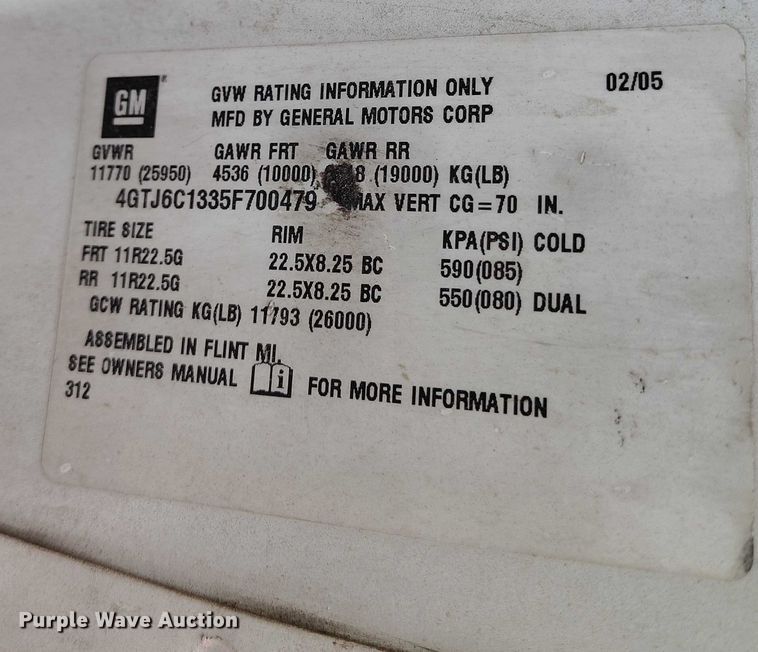 GM ®
GVW RATING INFORMATION ONLY 02/05
MFD BY GENERAL MOTORS CORP
GVWR GAWR FRT GAWR RR
11770 (25950) 4536 (10000) 8 (19000) KG(LB)
4GTJ6C1335F700479 MAX VERT CG=70 IN.
TIRE SIZE RIM KPA(PSI) COLD
FRT 11R22.5G 22.5X8.25 BC 590(085)
RR 11R22.5G 22.5X8.25 BC 550(080) DUAL
GCW RATING KG(LB) 11793 (26000)
ASSEMBLED IN FLINT MI.
SEE OWNERS MANUAL i FOR MORE INFORMATION
312
Purple Wave Auction